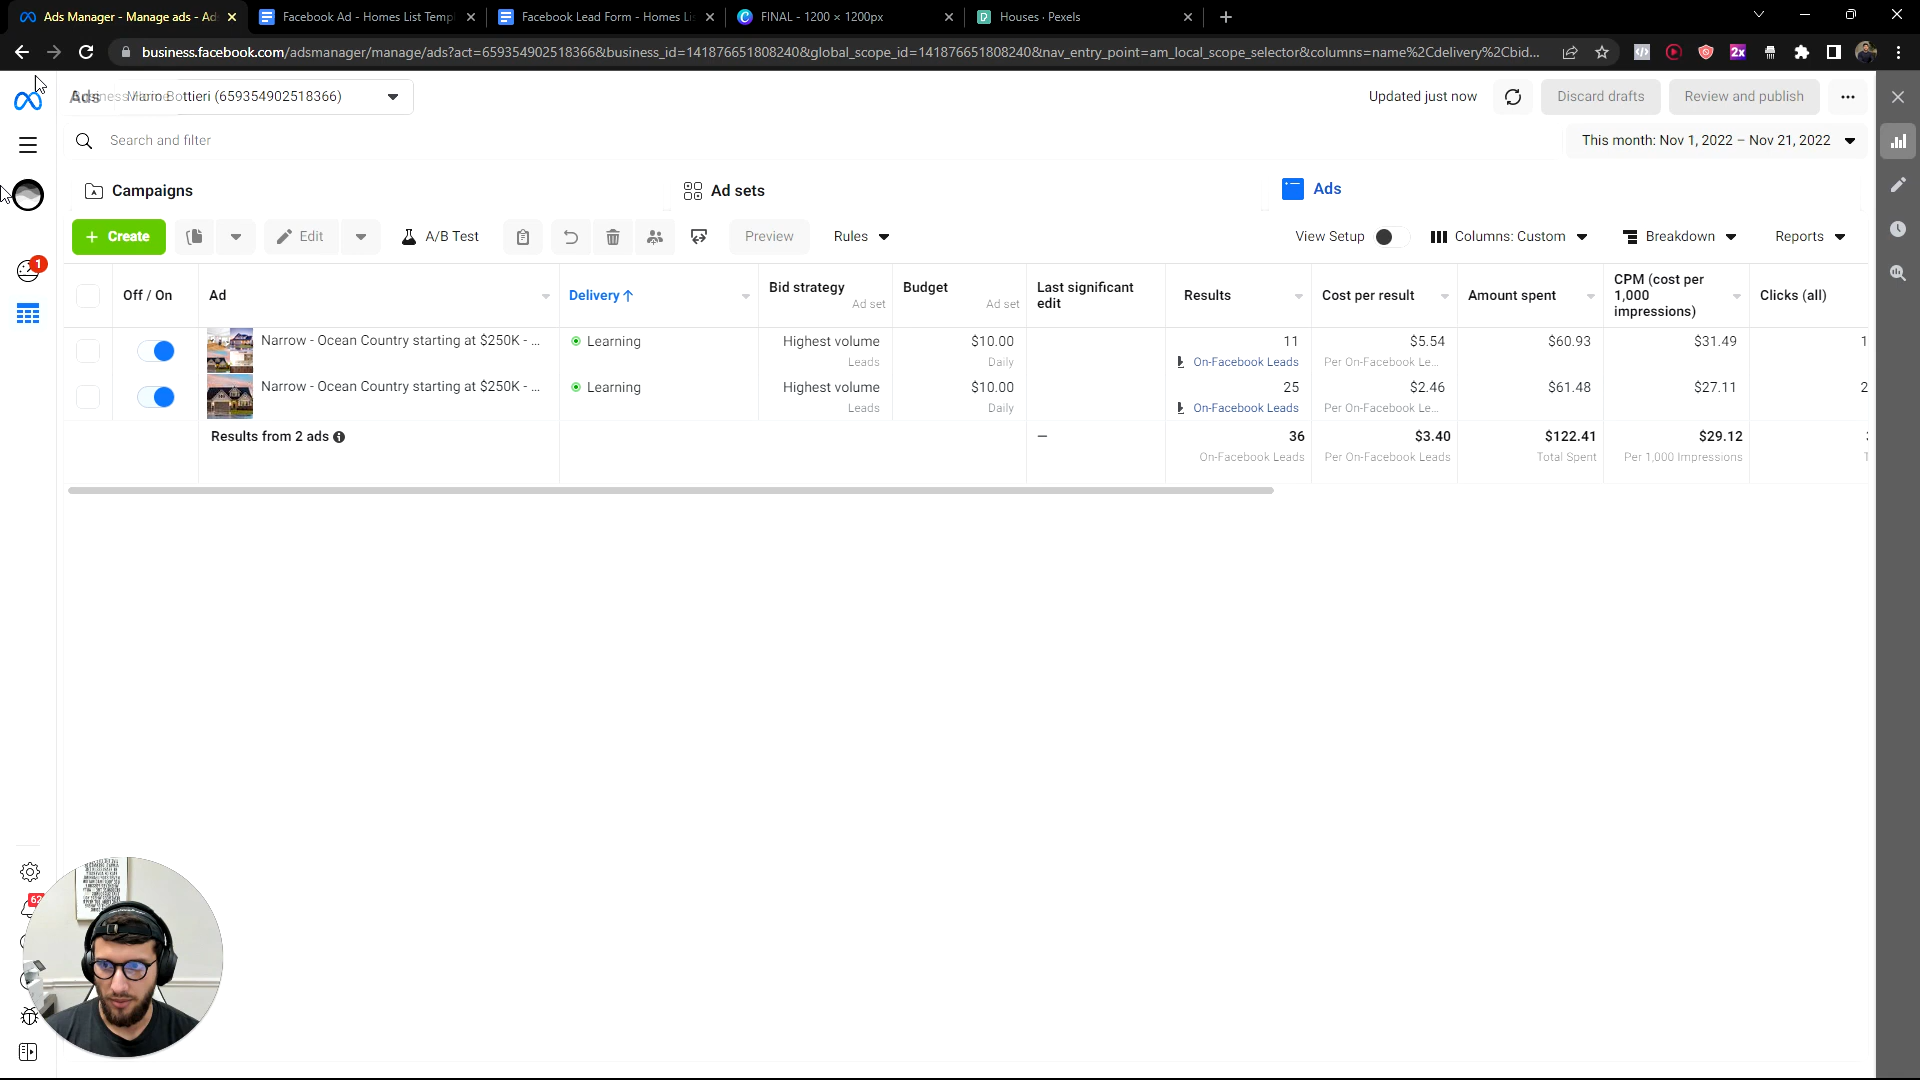 Ads Manager - Manage ads - Ad
Facebook Ad - Homes List Temp
Facebook Lead Form - Homes Li
FINAL - 1200 × 1200px
Houses · Pexels
business.facebook.com/adsmanager/manage/ads?act=659354902518366&business_id=141876651808240&global_scope_id=141876651808240&nav_entry_point=am_local_scope_selector&columns=name%2Cdelivery%2Cbid...
2x
Ads
Mario Bottieri (659354902518366)
Updated just now
Discard drafts
Review and publish
Search and filter
This month: Nov 1, 2022 – Nov 21, 2022
Campaigns
Ad sets
Ads
+ Create
Edit
A/B Test
Preview
Rules
View Setup
Columns: Custom
Breakdown
Reports
1
Off / On
Ad
Delivery ↑
Bid strategy
Ad set
Budget
Ad set
Last significant
edit
Results
Cost per result
Amount spent
CPM (cost per
1,000
impressions)
Clicks (all)
Narrow - Ocean Country starting at $250K - ...
Learning
Highest volume
Leads
$10.00
Daily
11
On-Facebook Leads
$5.54
Per On-Facebook Le...
$60.93
$31.49
1
Narrow - Ocean Country starting at $250K - ...
Learning
Highest volume
Leads
$10.00
Daily
25
On-Facebook Leads
$2.46
Per On-Facebook Le...
$61.48
$27.11
2
Results from 2 ads
—
36
On-Facebook Leads
$3.40
Per On-Facebook Leads
$122.41
Total Spent
$29.12
Per 1,000 Impressions
62